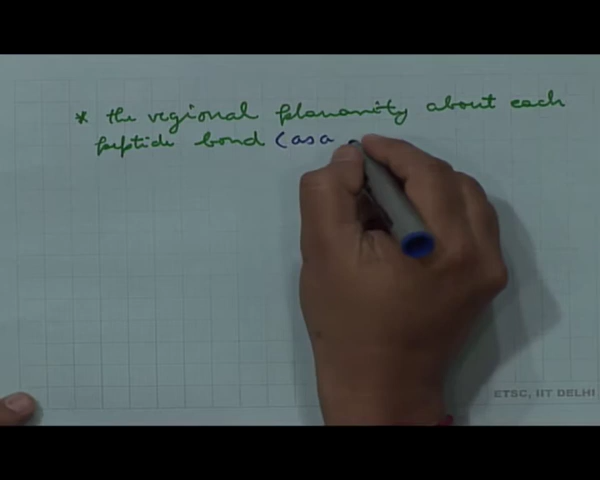 * the regional planarity about each
peptide bond (as a
ETSC, IIT DELHI